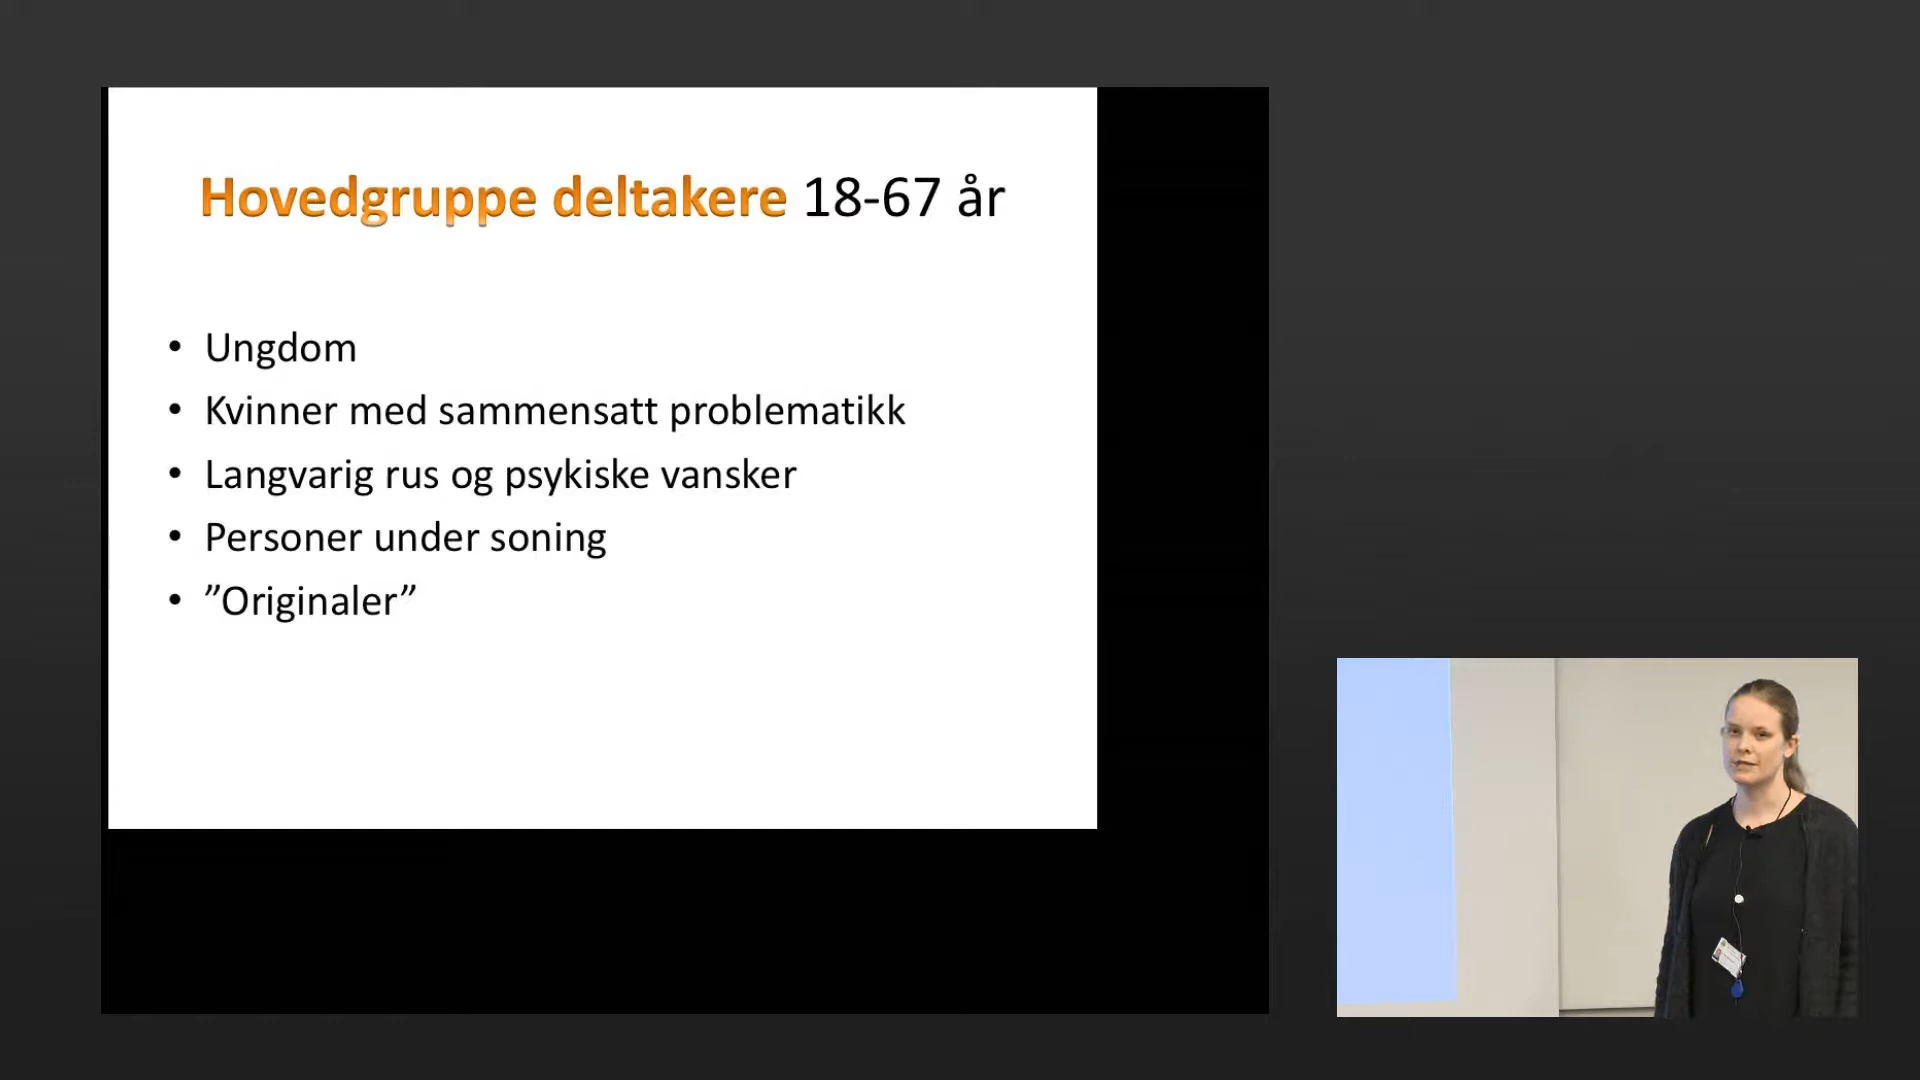 Hovedgruppe deltakere 18-67 år
• Ungdom
• Kvinner med sammensatt problematikk
• Langvarig rus og psykiske vansker
• Personer under soning
• ”Originaler”